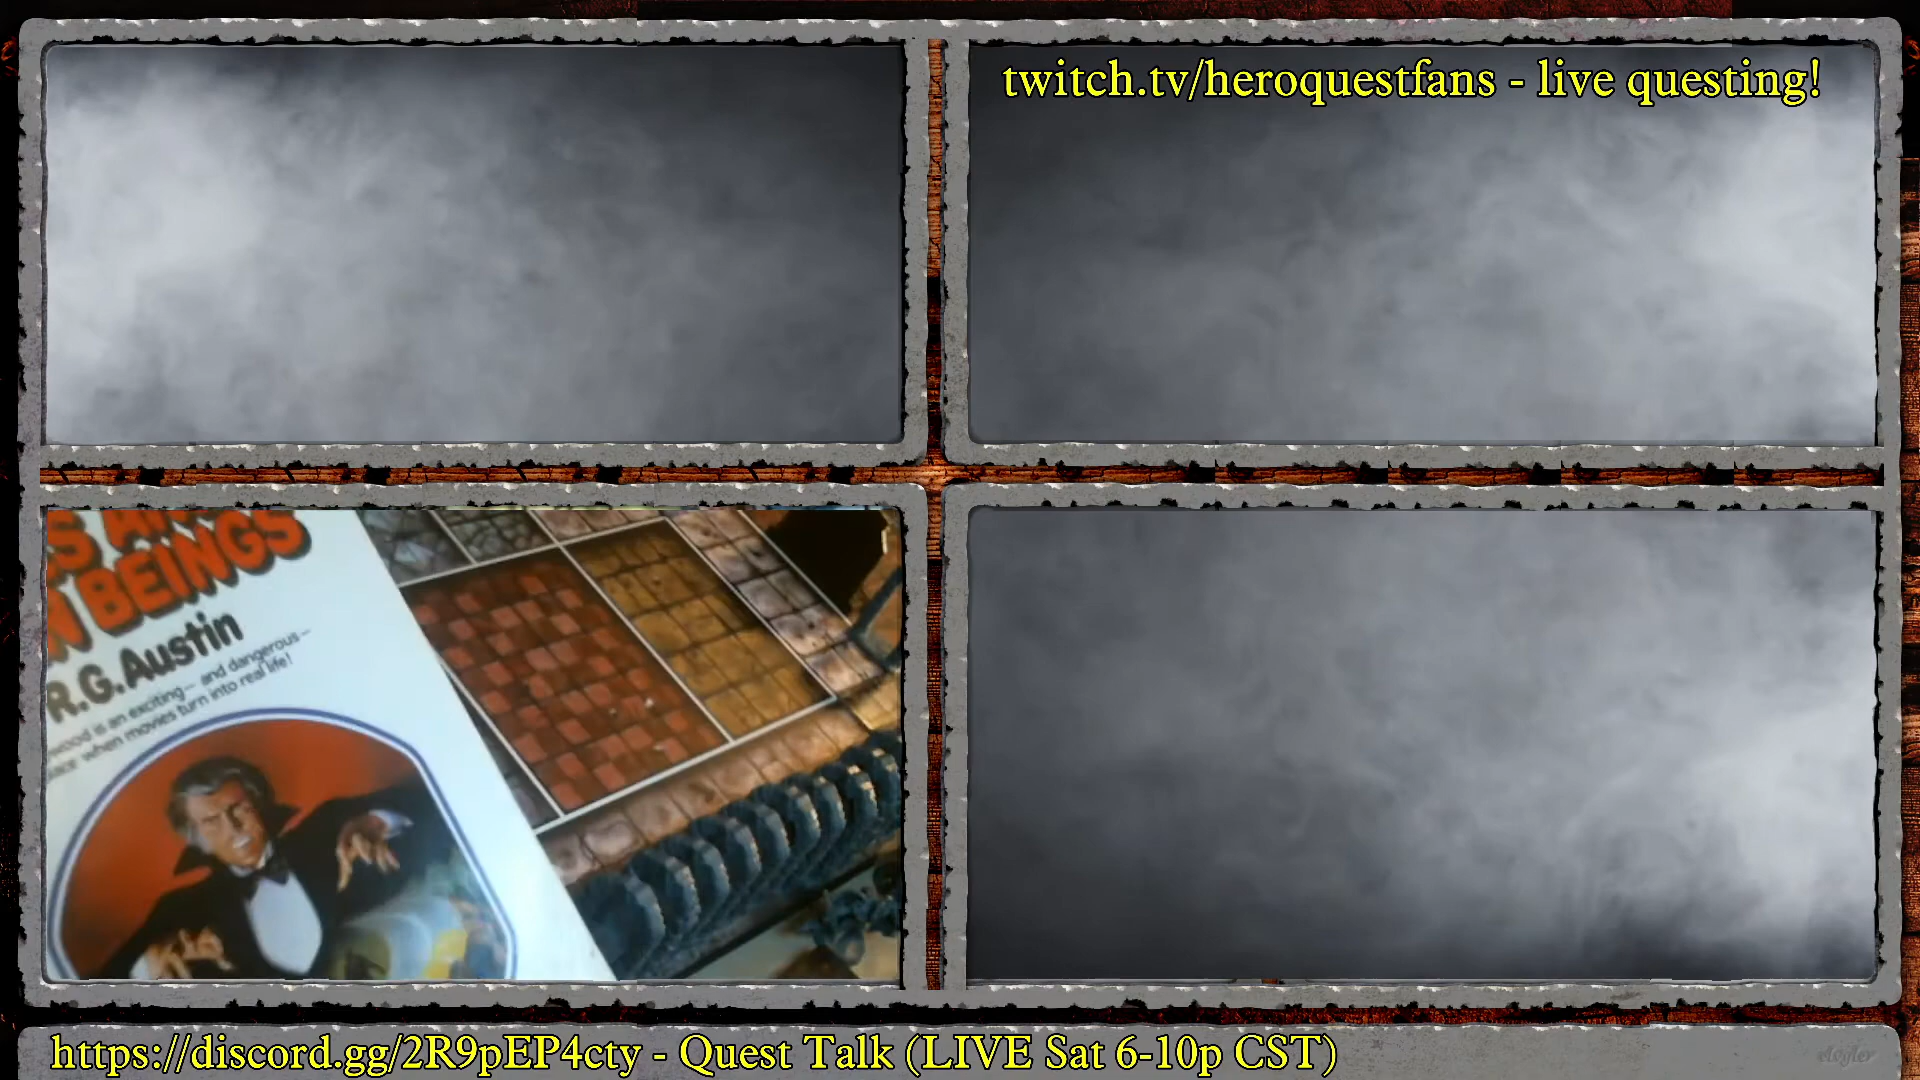 twitch.tv/heroquestfans - live questing!
BEINGS
R.G. Austin
wood is an exciting— and dangerous—
when movies turn into real life!
https://discord.gg/2R9pEP4cty - Quest Talk (LIVE Sat 6-10p CST)